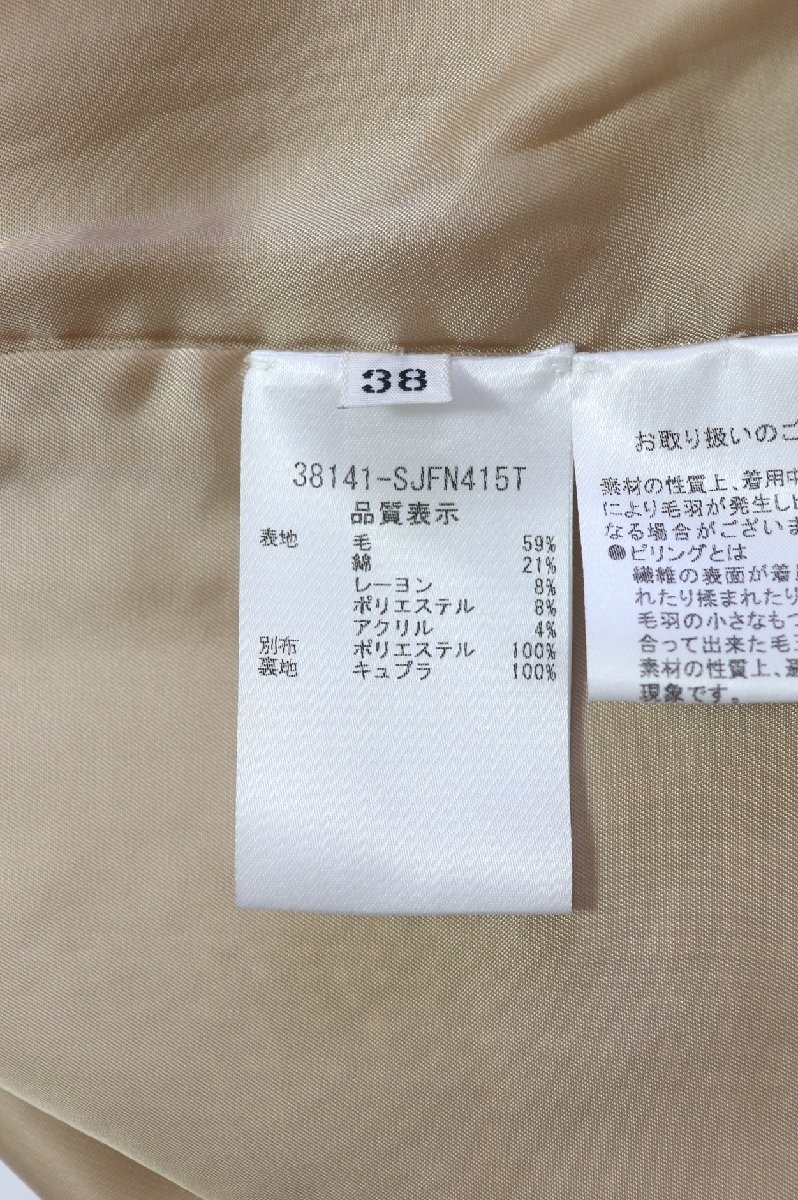 38
38141-SJFN415T
品質表示
表地 毛 59%
綿 21%
レーヨン 8%
ポリエステル 8%
アクリル 4%
別布 ポリエステル 100%
裏地 キュプラ 100%
お取り扱いのご
素材の性質上、着用中
により毛羽が発生し
なる場合がございま
●ピリングとは
繊維の表面が着
れたり揉まれたり
毛羽の小さなもつ
合って出来た毛
素材の性質上、
現象です。